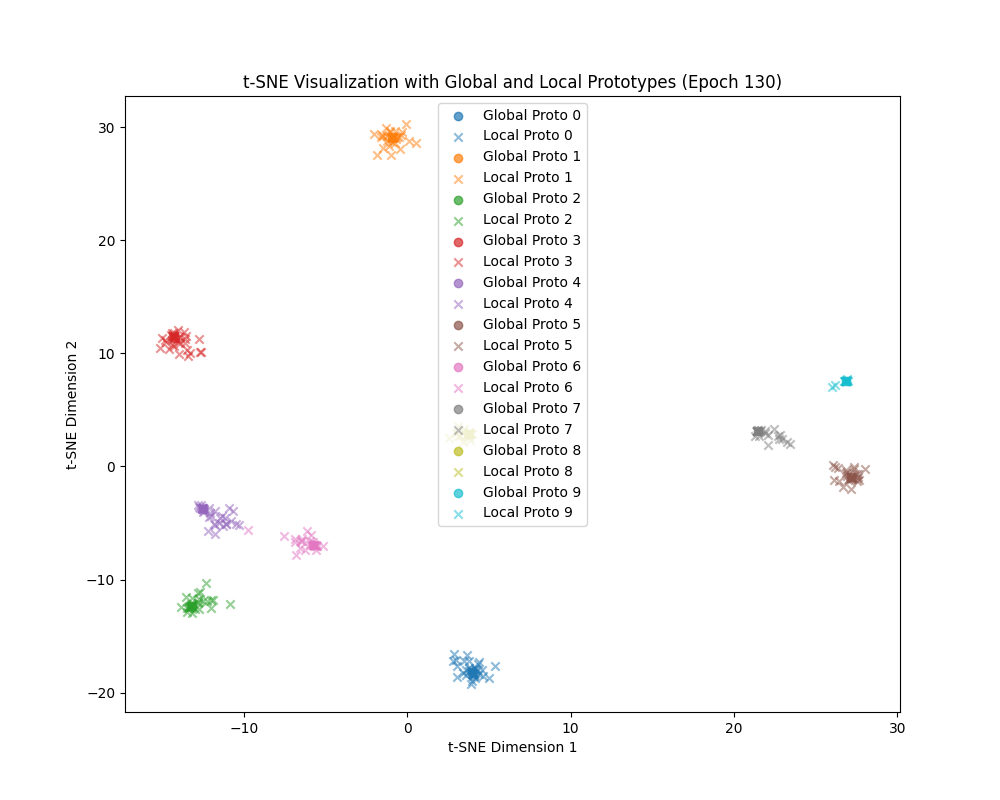 t-SNE Visualization with Global and Local Prototypes (Epoch 130)
Global Proto 0
Local Proto 0
Global Proto 1
Local Proto 1
Global Proto 2
Local Proto 2
Global Proto 3
Local Proto 3
Global Proto 4
Local Proto 4
Global Proto 5
Local Proto 5
Global Proto 6
Local Proto 6
Global Proto 7
Local Proto 7
Global Proto 8
Local Proto 8
Global Proto 9
Local Proto 9
30
20
10
0
−10
−20
t-SNE Dimension 2
−10 0 10 20 30
t-SNE Dimension 1